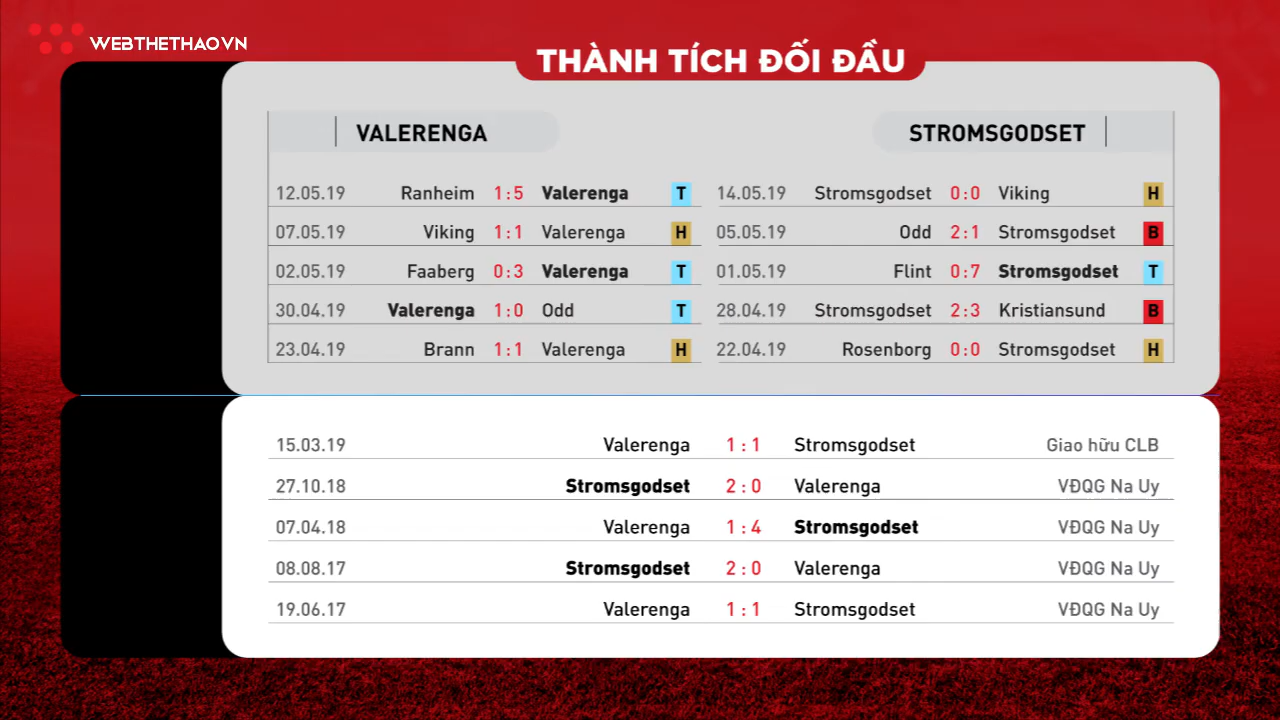 WEBTHETHAOVN
THÀNH TÍCH ĐỐI ĐẦU
VALERENGA
12.05.19 Ranheim 1:5 Valerenga T
07.05.19 Viking 1:1 Valerenga H
02.05.19 Faaberg 0:3 Valerenga T
30.04.19 Valerenga 1:0 Odd T
23.04.19 Brann 1:1 Valerenga H
STROMSGODSET
14.05.19 Stromsgodset 0:0 Viking H
05.05.19 Odd 2:1 Stromsgodset B
01.05.19 Flint 0:7 Stromsgodset T
28.04.19 Stromsgodset 2:3 Kristiansund B
22.04.19 Rosenborg 0:0 Stromsgodset H
15.03.19 Valerenga 1 : 1 Stromsgodset Giao hữu CLB
27.10.18 Stromsgodset 2 : 0 Valerenga VĐQG Na Uy
07.04.18 Valerenga 1 : 4 Stromsgodset VĐQG Na Uy
08.08.17 Stromsgodset 2 : 0 Valerenga VĐQG Na Uy
19.06.17 Valerenga 1 : 1 Stromsgodset VĐQG Na Uy